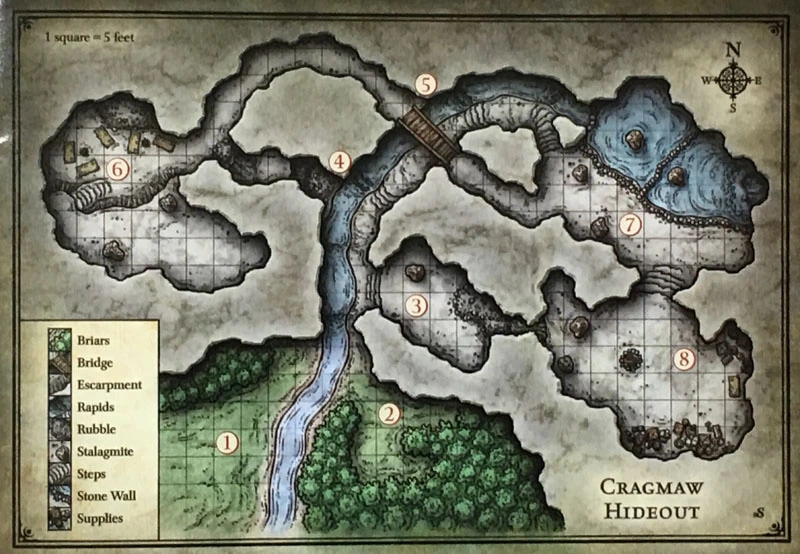 1 square = 5 feet
N
W E
S
5
4
6
7
3
8
2
1
Briars
Bridge
Escarpment
Rapids
Rubble
Stalagmite
Steps
Stone Wall
Supplies
CRAGMAW
HIDEOUT